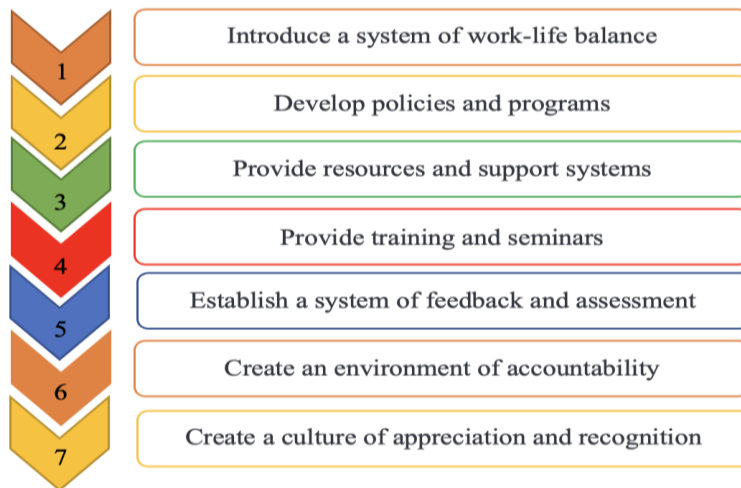 1
Introduce a system of work-life balance
2
Develop policies and programs
3
Provide resources and support systems
4
Provide training and seminars
5
Establish a system of feedback and assessment
6
Create an environment of accountability
7
Create a culture of appreciation and recognition